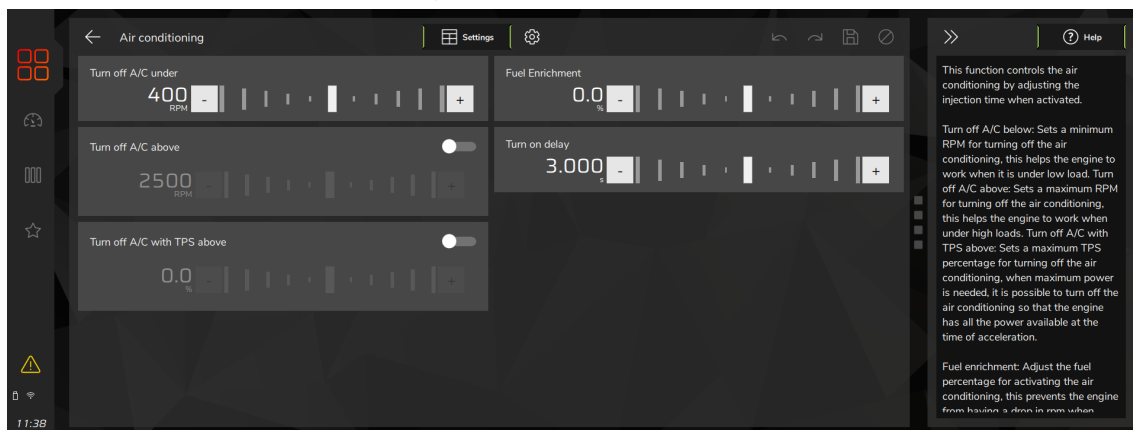 Air conditioning
Settings
Help
Turn off A/C under
400
RPM
-
+
Fuel Enrichment
0.0
%
-
+
Turn off A/C above
2500
RPM
-
+
Turn on delay
3.000
s
-
+
Turn off A/C with TPS above
0.0
%
-
+
This function controls the air
conditioning by adjusting the
injection time when activated.
Turn off A/C below: Sets a minimum
RPM for turning off the air
conditioning, this helps the engine to
work when it is under low load. Turn
off A/C above: Sets a maximum RPM
for turning off the air conditioning,
this helps the engine to work when
under high loads. Turn off A/C with
TPS above: Sets a maximum TPS
percentage for turning off the air
conditioning, when maximum power
is needed, it is possible to turn off the
air conditioning so that the engine
has all the power available at the
time of acceleration.
Fuel enrichment: Adjust the fuel
percentage for activating the air
conditioning, this prevents the engine
from having a drop in rpm when
11:38